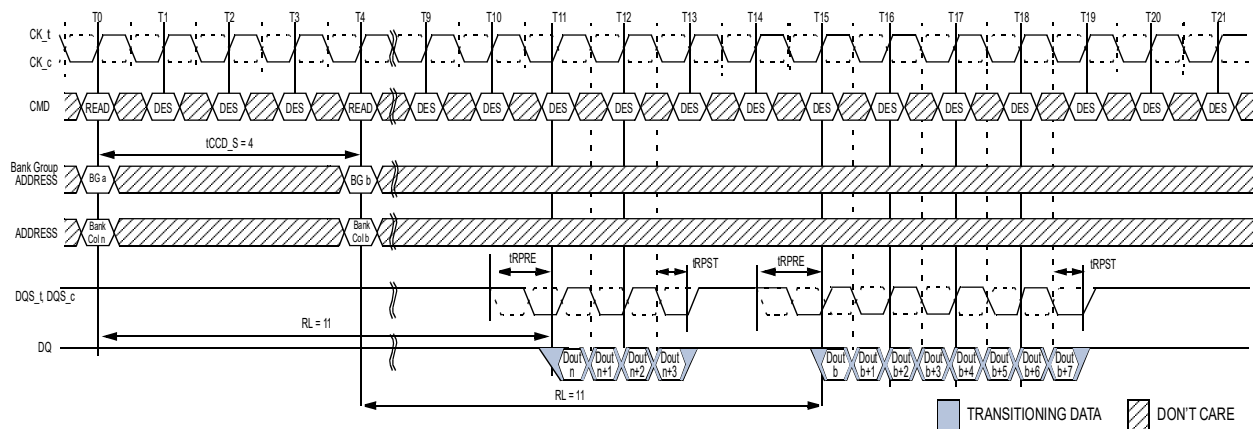 T0 T1 T2 T3 T4 T9 T10 T11 T12 T13 T14 T15 T16 T17 T18 T19 T20 T21
CK_t
CK_c
CMD READ DES DES DES READ DES DES DES DES DES DES DES DES DES DES DES DES DES
tCCD_S = 4
Bank Group
ADDRESS
BG a BG b
ADDRESS
Bank
Col n
Bank
Col b
tRPRE tRPST tRPRE tRPST
DQS_t, DQS_c
RL = 11
DQ
Dout
n
Dout
n+1
Dout
n+2
Dout
n+3
Dout
b
Dout
b+1
Dout
b+2
Dout
b+3
Dout
b+4
Dout
b+5
Dout
b+6
Dout
b+7
RL = 11
TRANSITIONING DATA DON'T CARE